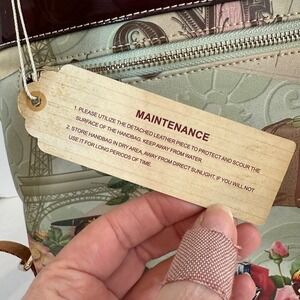 MAINTENANCE
1. PLEASE UTILIZE THE DETACHED LEATHER PIECE TO PROTECT AND SCOUR THE
SURFACE OF THE HANDBAG. KEEP AWAY FROM WATER.
2. STORE HANDBAG IN DRY AREA, AWAY FROM DIRECT SUNLIGHT, IF YOU WILL NOT
USE IT FOR LONG PERIODS OF TIME.